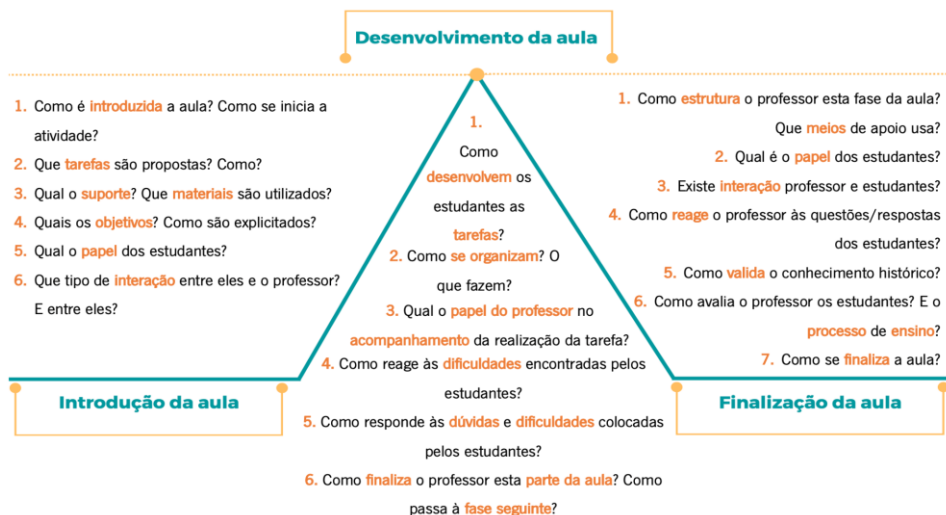 Desenvolvimento da aula
1. Como é introduzida a aula? Como se inicia a
atividade?
2. Que tarefas são propostas? Como?
3. Qual o suporte? Que materiais são utilizados?
4. Quais os objetivos? Como são explicitados?
5. Qual o papel dos estudantes?
6. Que tipo de interação entre eles e o professor?
E entre eles?
Introdução da aula
1.
Como
desenvolvem os
estudantes as
tarefas?
2. Como se organizam? O
que fazem?
3. Qual o papel do professor no
acompanhamento da realização da tarefa?
4. Como reage às dificuldades encontradas pelos
estudantes?
5. Como responde às dúvidas e dificuldades colocadas
pelos estudantes?
6. Como finaliza o professor esta parte da aula? Como
passa à fase seguinte?
1. Como estrutura o professor esta fase da aula?
Que meios de apoio usa?
2. Qual é o papel dos estudantes?
3. Existe interação professor e estudantes?
4. Como reage o professor às questões/respostas
dos estudantes?
5. Como valida o conhecimento histórico?
6. Como avalia o professor os estudantes? E o
processo de ensino?
7. Como se finaliza a aula?
Finalização da aula